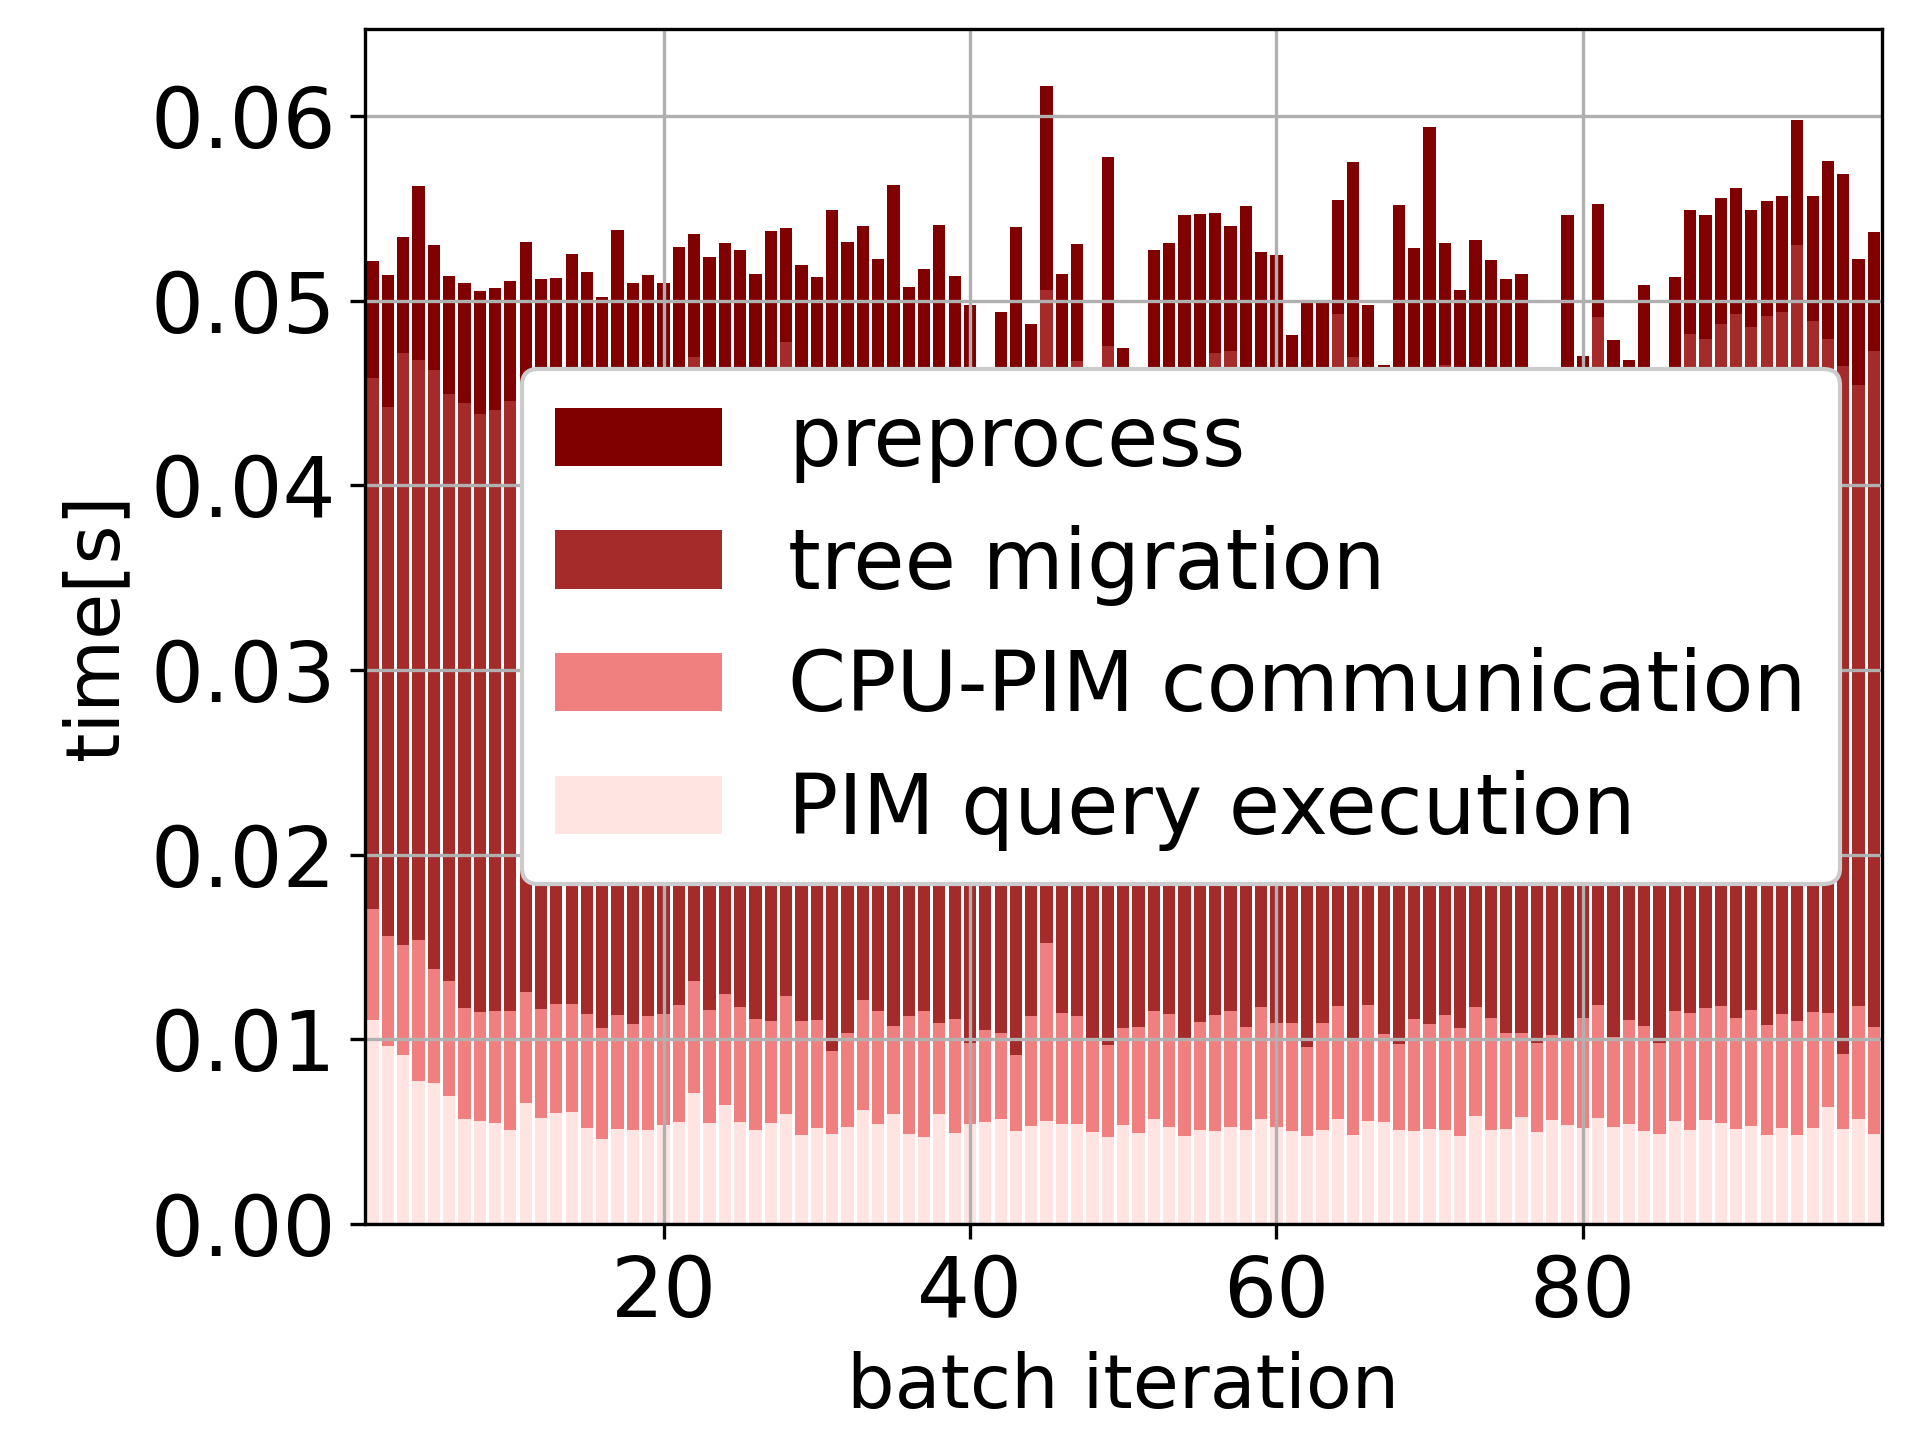 0.06
0.05
0.04
0.03
0.02
0.01
0.00
time[s]
preprocess
tree migration
CPU-PIM communication
PIM query execution
20 40 60 80
batch iteration